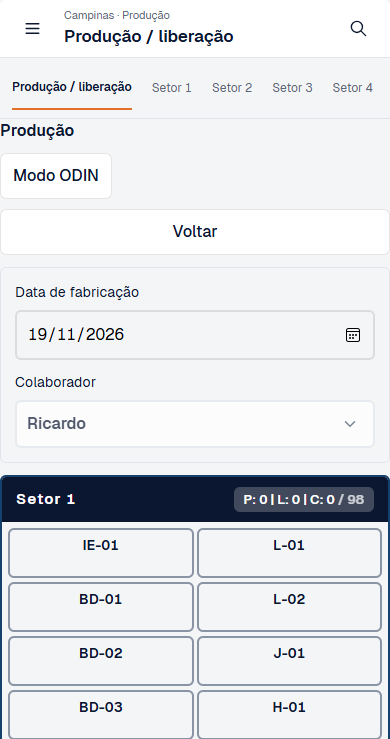 Campinas · Produção
Produção / liberação
Produção / liberação Setor 1 Setor 2 Setor 3 Setor 4
Produção
Modo ODIN
Voltar
Data de fabricação
19/11/2026
Colaborador
Ricardo
Setor 1 P: 0 | L: 0 | C: 0 / 98
IE-01 L-01
BD-01 L-02
BD-02 J-01
BD-03 H-01